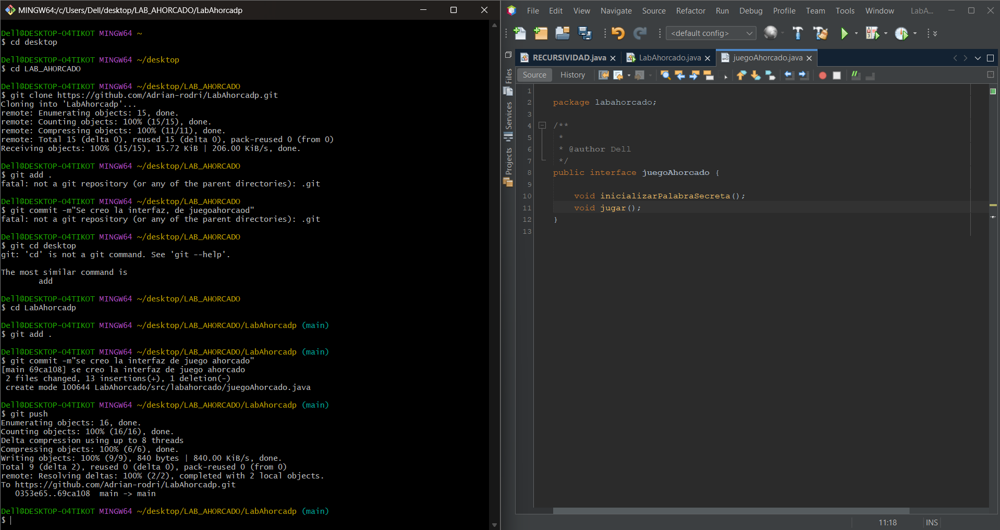 MINGW64:/c/Users/Dell/desktop/LAB_AHORCADO/LabAhorcadp
Dell@DESKTOP-O4TIKOT MINGW64 ~
$ cd desktop
Dell@DESKTOP-O4TIKOT MINGW64 ~/desktop
$ cd LAB_AHORCADO
Dell@DESKTOP-O4TIKOT MINGW64 ~/desktop/LAB_AHORCADO
$ git clone https://github.com/Adrian-rodri/LabAhorcadp.git
Cloning into 'LabAhorcadp'...
remote: Enumerating objects: 15, done.
remote: Counting objects: 100% (15/15), done.
remote: Compressing objects: 100% (11/11), done.
remote: Total 15 (delta 0), reused 15 (delta 0), pack-reused 0 (from 0)
Receiving objects: 100% (15/15), 15.72 KiB | 206.00 KiB/s, done.
Dell@DESKTOP-O4TIKOT MINGW64 ~/desktop/LAB_AHORCADO
$ git add .
fatal: not a git repository (or any of the parent directories): .git
Dell@DESKTOP-O4TIKOT MINGW64 ~/desktop/LAB_AHORCADO
$ git commit -m"Se creo la interfaz, de juegoahorcaod"
fatal: not a git repository (or any of the parent directories): .git
Dell@DESKTOP-O4TIKOT MINGW64 ~/desktop/LAB_AHORCADO
$ git cd desktop
git: 'cd' is not a git command. See 'git --help'.
The most similar command is
add
Dell@DESKTOP-O4TIKOT MINGW64 ~/desktop/LAB_AHORCADO
$ cd LabAhorcadp
Dell@DESKTOP-O4TIKOT MINGW64 ~/desktop/LAB_AHORCADO/LabAhorcadp (main)
$ git add .
Dell@DESKTOP-O4TIKOT MINGW64 ~/desktop/LAB_AHORCADO/LabAhorcadp (main)
$ git commit -m"se creo la interfaz de juego ahorcado"
[main 69ca108] se creo la interfaz de juego ahorcado
2 files changed, 13 insertions(+), 1 deletion(-)
create mode 100644 LabAhorcado/src/labahorcado/juegoAhorcado.java
Dell@DESKTOP-O4TIKOT MINGW64 ~/desktop/LAB_AHORCADO/LabAhorcadp (main)
$ git push
Enumerating objects: 16, done.
Counting objects: 100% (16/16), done.
Delta compression using up to 8 threads
Compressing objects: 100% (6/6), done.
Writing objects: 100% (9/9), 840 bytes | 840.00 KiB/s, done.
Total 9 (delta 2), reused 0 (delta 0), pack-reused 0 (from 0)
remote: Resolving deltas: 100% (2/2), completed with 2 local objects.
To https://github.com/Adrian-rodri/LabAhorcadp.git
0353e65..69ca108  main -> main
Dell@DESKTOP-O4TIKOT MINGW64 ~/desktop/LAB_AHORCADO/LabAhorcadp (main)
$
File Edit View Navigate Source Refactor Run Debug Profile Team Tools Window LabA...
<default config>
RECURSIVIDAD.java LabAhorcado.java juegoAhorcado.java
Source History
Files
Services
Projects
1
2 package labahorcado;
3
4 /**
5 *
6 * @author Dell
7 */
8 public interface juegoAhorcado {
9
10 void inicializarPalabraSecreta();
11 void jugar();
12 }
13
11:18 INS